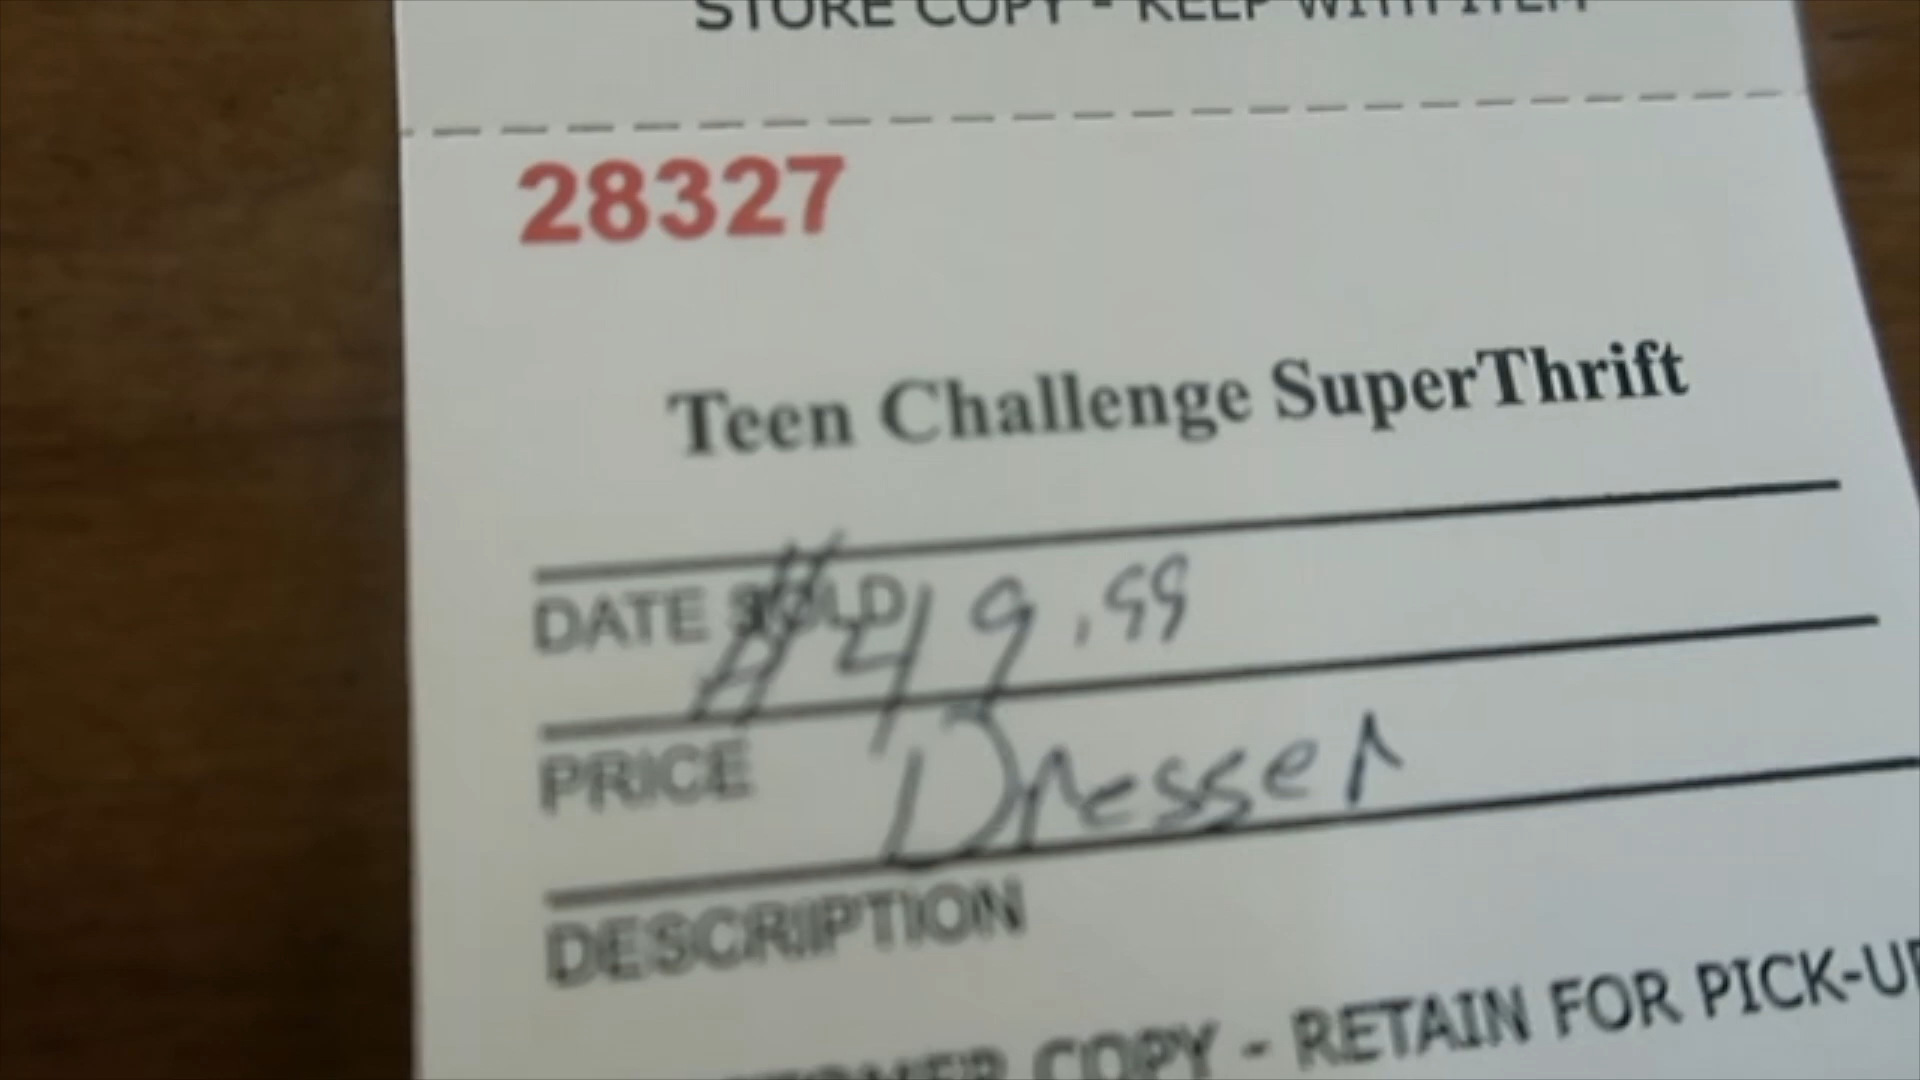 STORE COPY - KEEP WITH ITEM
28327
Teen Challenge SuperThrift
DATE SOLD
$49.99
PRICE
Dresser
DESCRIPTION
COPY - RETAIN FOR PICK-UP